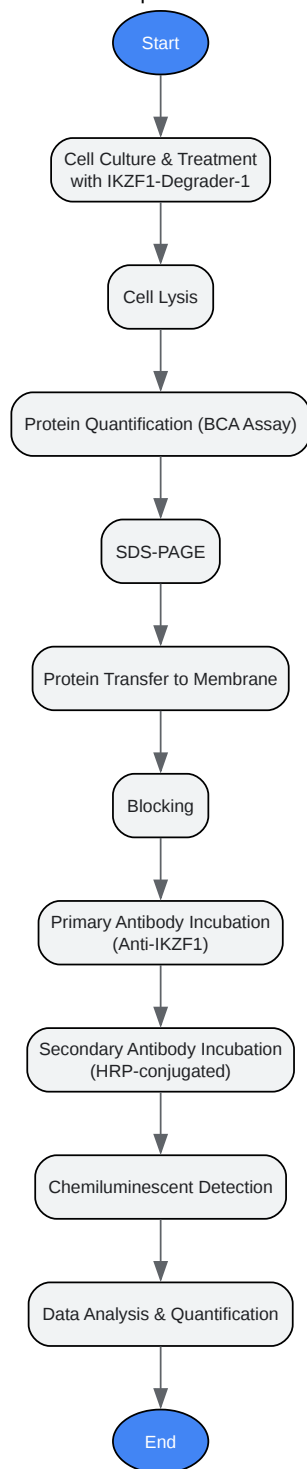 Start
Cell Culture & Treatment
with IKZF1-Degrader-1
Cell Lysis
Protein Quantification (BCA Assay)
SDS-PAGE
Protein Transfer to Membrane
Blocking
Primary Antibody Incubation
(Anti-IKZF1)
Secondary Antibody Incubation
(HRP-conjugated)
Chemiluminescent Detection
Data Analysis & Quantification
End